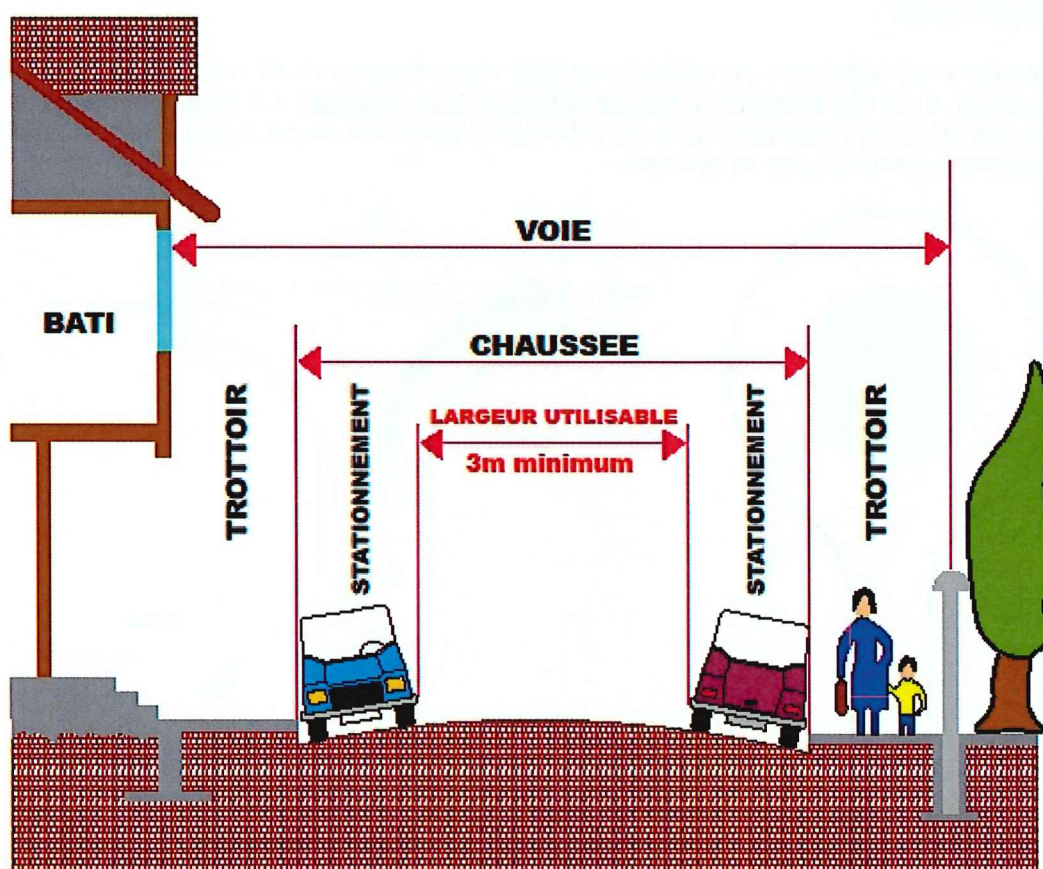 VOIE
BATI
CHAUSSEE
TROTTOIR
STATIONNEMENT
LARGEUR UTILISABLE
3m minimum
STATIONNEMENT
TROTTOIR